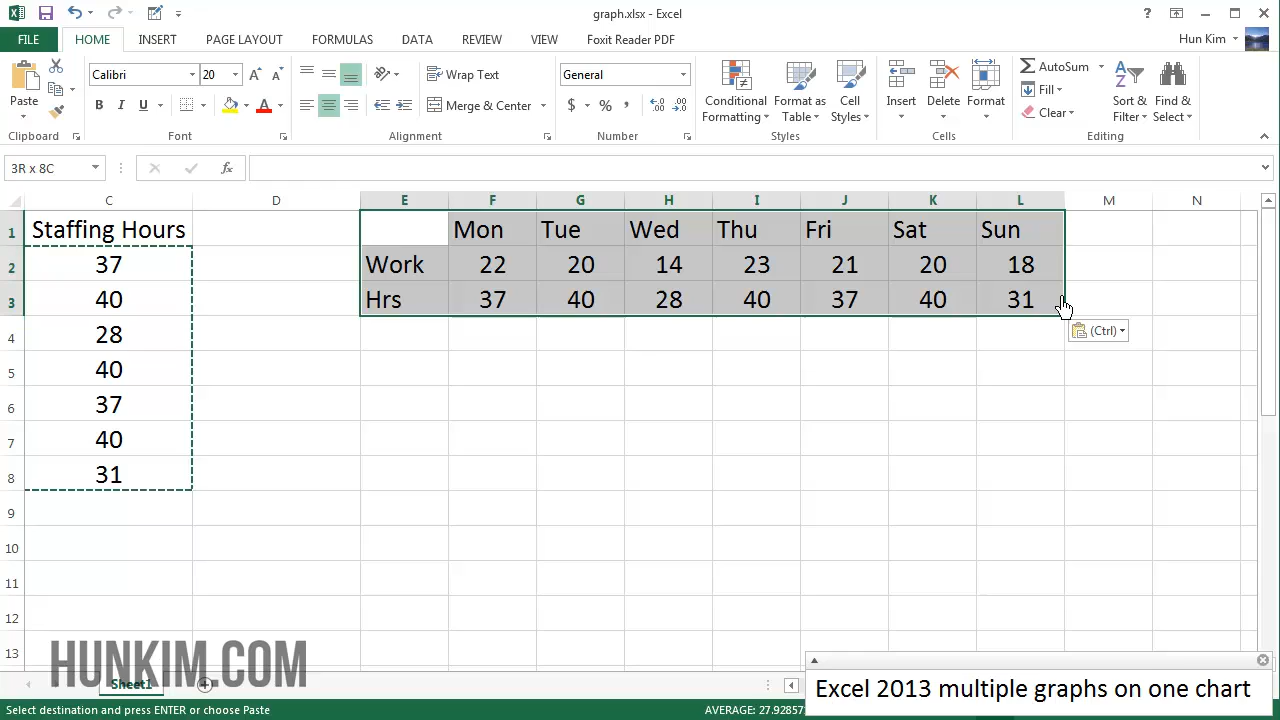 graph.xlsx - Excel
FILE HOME INSERT PAGE LAYOUT FORMULAS DATA REVIEW VIEW Foxit Reader PDF Hun Kim
Calibri 20 Wrap Text General AutoSum
Fill
Paste Merge & Center $ % , Conditional Formatting Format as Table Cell Styles Insert Delete Format Clear Sort & Filter Find & Select
Clipboard Font Alignment Number Styles Cells Editing
3R x 8C fx
C D E F G H I J K L M N
1 Staffing Hours Mon Tue Wed Thu Fri Sat Sun
2 37 Work 22 20 14 23 21 20 18
3 40 Hrs 37 40 28 40 37 40 31
4 28 (Ctrl)
5 40
6 37
7 40
8 31
9
10
11
12
13
HUNKIM.COM
Sheet1
Excel 2013 multiple graphs on one chart
Select destination and press ENTER or choose Paste AVERAGE: 27.92857